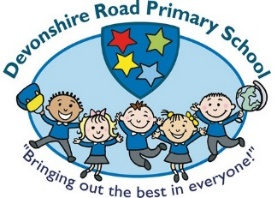 Devonshire Road Primary School
"Bringing out the best in everyone!"